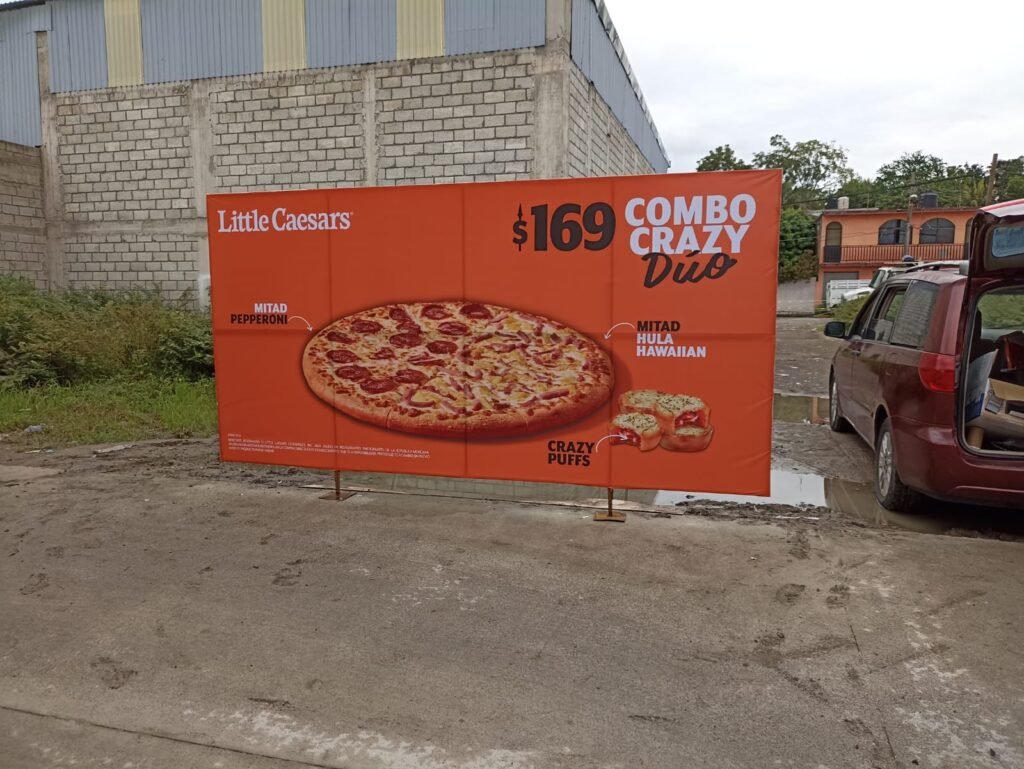 Little Caesars
$169
COMBO
CRAZY
Dúo
MITAD
PEPPERONI
MITAD
HULA
HAWAIIAN
CRAZY
PUFFS